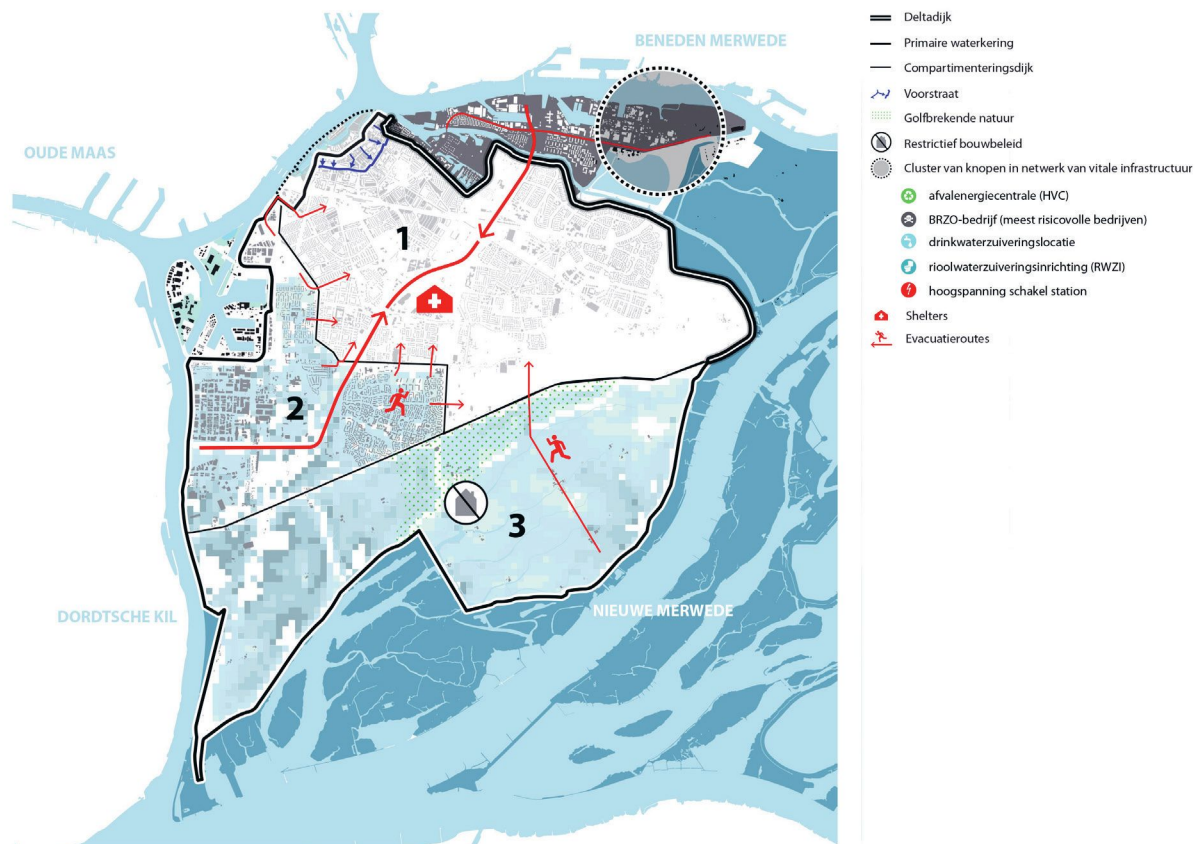 BENEDEN MERWEDE
OUDE MAAS
1
2
3
DORDTSCHE KIL
NIEUWE MERWEDE
Deltadijk
Primaire waterkering
Compartimenteringsdijk
Voorstraat
Golfbrekende natuur
Restrictief bouwbeleid
Cluster van knopen in netwerk van vitale infrastructuur
afvalenergiecentrale (HVC)
BRZO-bedrijf (meest risicovolle bedrijven)
drinkwaterzuiveringslocatie
rioolwaterzuiveringsinrichting (RWZI)
hoogspanning schakel station
Shelters
Evacuatieroutes